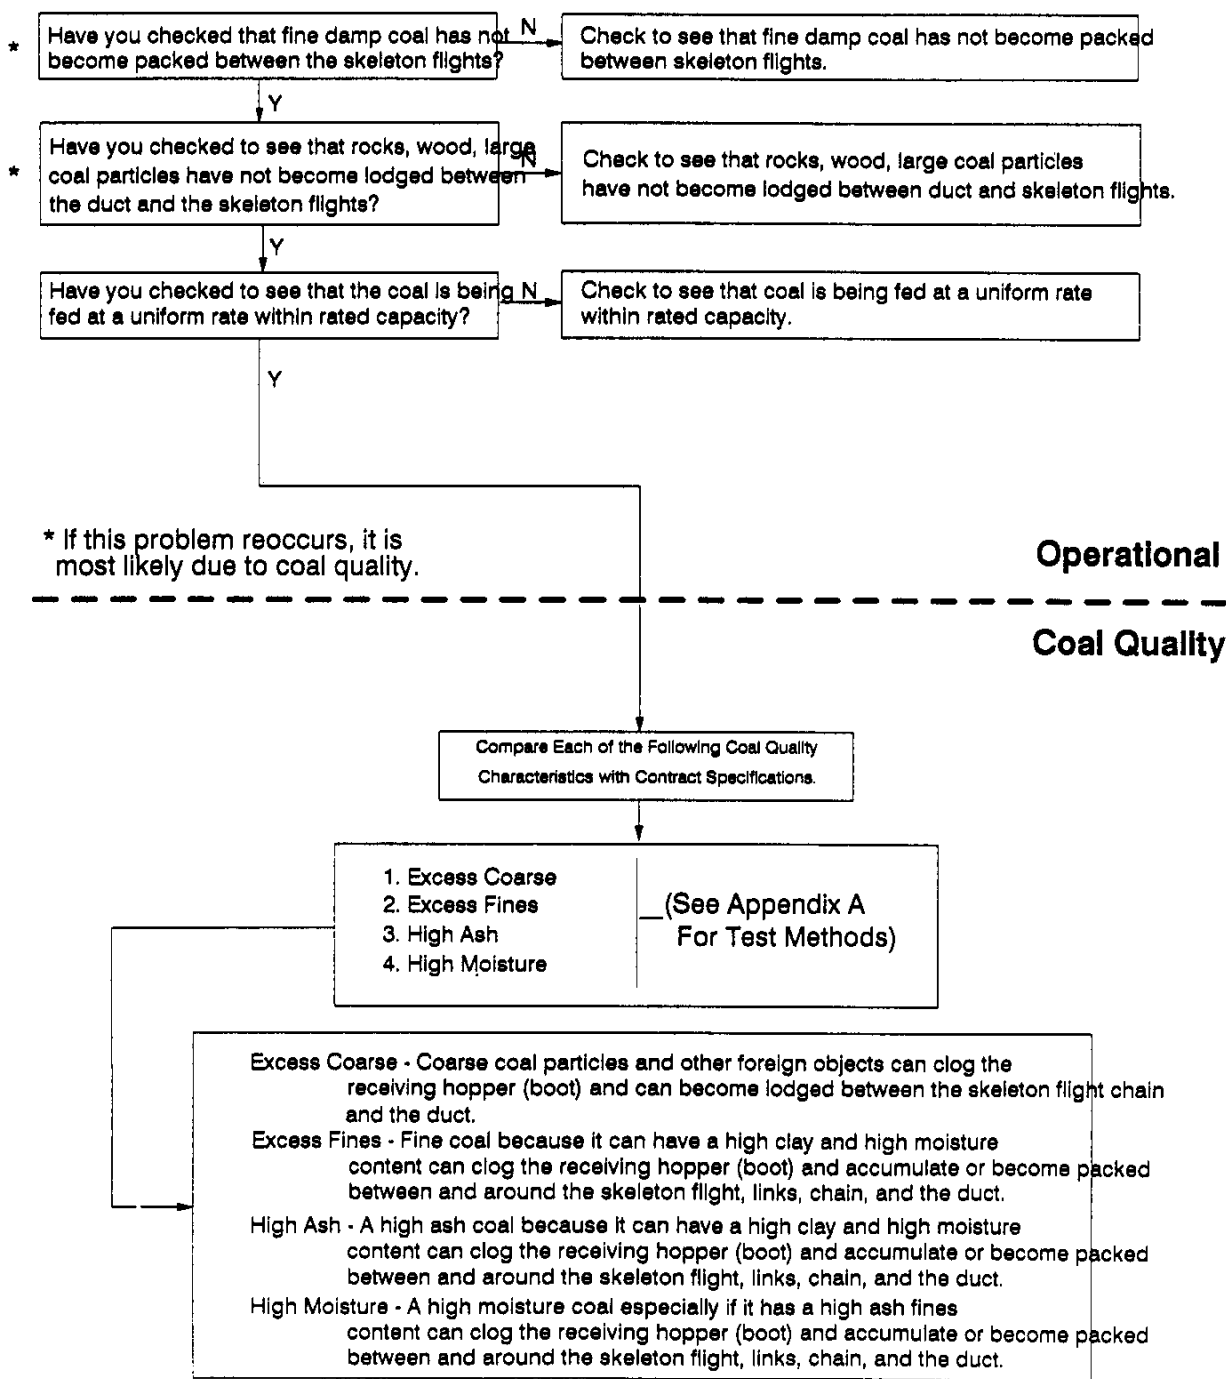 * Have you checked that fine damp coal has not
become packed between the skeleton flights?
N
Check to see that fine damp coal has not become packed
between skeleton flights.
Y
* Have you checked to see that rocks, wood, large
coal particles have not become lodged between
the duct and the skeleton flights?
N
Check to see that rocks, wood, large coal particles
have not become lodged between duct and skeleton flights.
Y
Have you checked to see that the coal is being
fed at a uniform rate within rated capacity?
N
Check to see that coal is being fed at a uniform rate
within rated capacity.
Y
* If this problem reoccurs, it is
most likely due to coal quality.
Operational
Coal Quality
Compare Each of the Following Coal Quality
Characteristics with Contract Specifications.
1. Excess Coarse
2. Excess Fines
3. High Ash
4. High Moisture
(See Appendix A
For Test Methods)
Excess Coarse - Coarse coal particles and other foreign objects can clog the
receiving hopper (boot) and can become lodged between the skeleton flight chain
and the duct.
Excess Fines - Fine coal because it can have a high clay and high moisture
content can clog the receiving hopper (boot) and accumulate or become packed
between and around the skeleton flight, links, chain, and the duct.
High Ash - A high ash coal because it can have a high clay and high moisture
content can clog the receiving hopper (boot) and accumulate or become packed
between and around the skeleton flight, links, chain, and the duct.
High Moisture - A high moisture coal especially if it has a high ash fines
content can clog the receiving hopper (boot) and accumulate or become packed
between and around the skeleton flight, links, chain, and the duct.